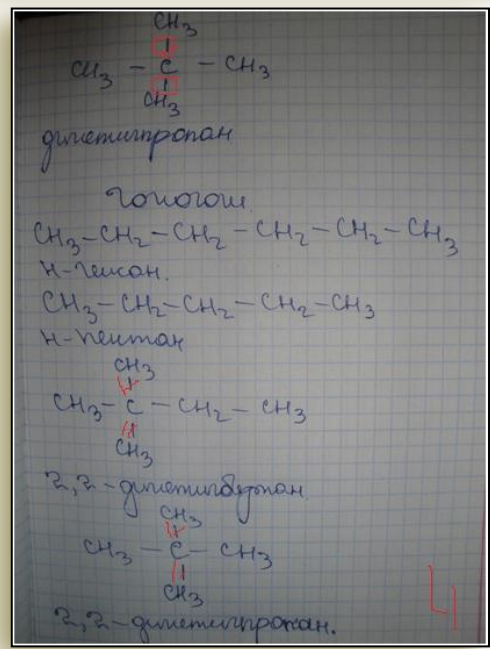 CH3
CH3 – C – CH3
CH3
диметилпропан
Гомологи.
CH3–CH2–CH2–CH2–CH2–CH3
н-гексан.
CH3–CH2–CH2–CH2–CH3
н-пентан
CH3
CH3–C–CH2–CH3
CH3
2,2-диметилбутан
CH3
CH3–C–CH3
CH3
2,2-диметилпропан.
4